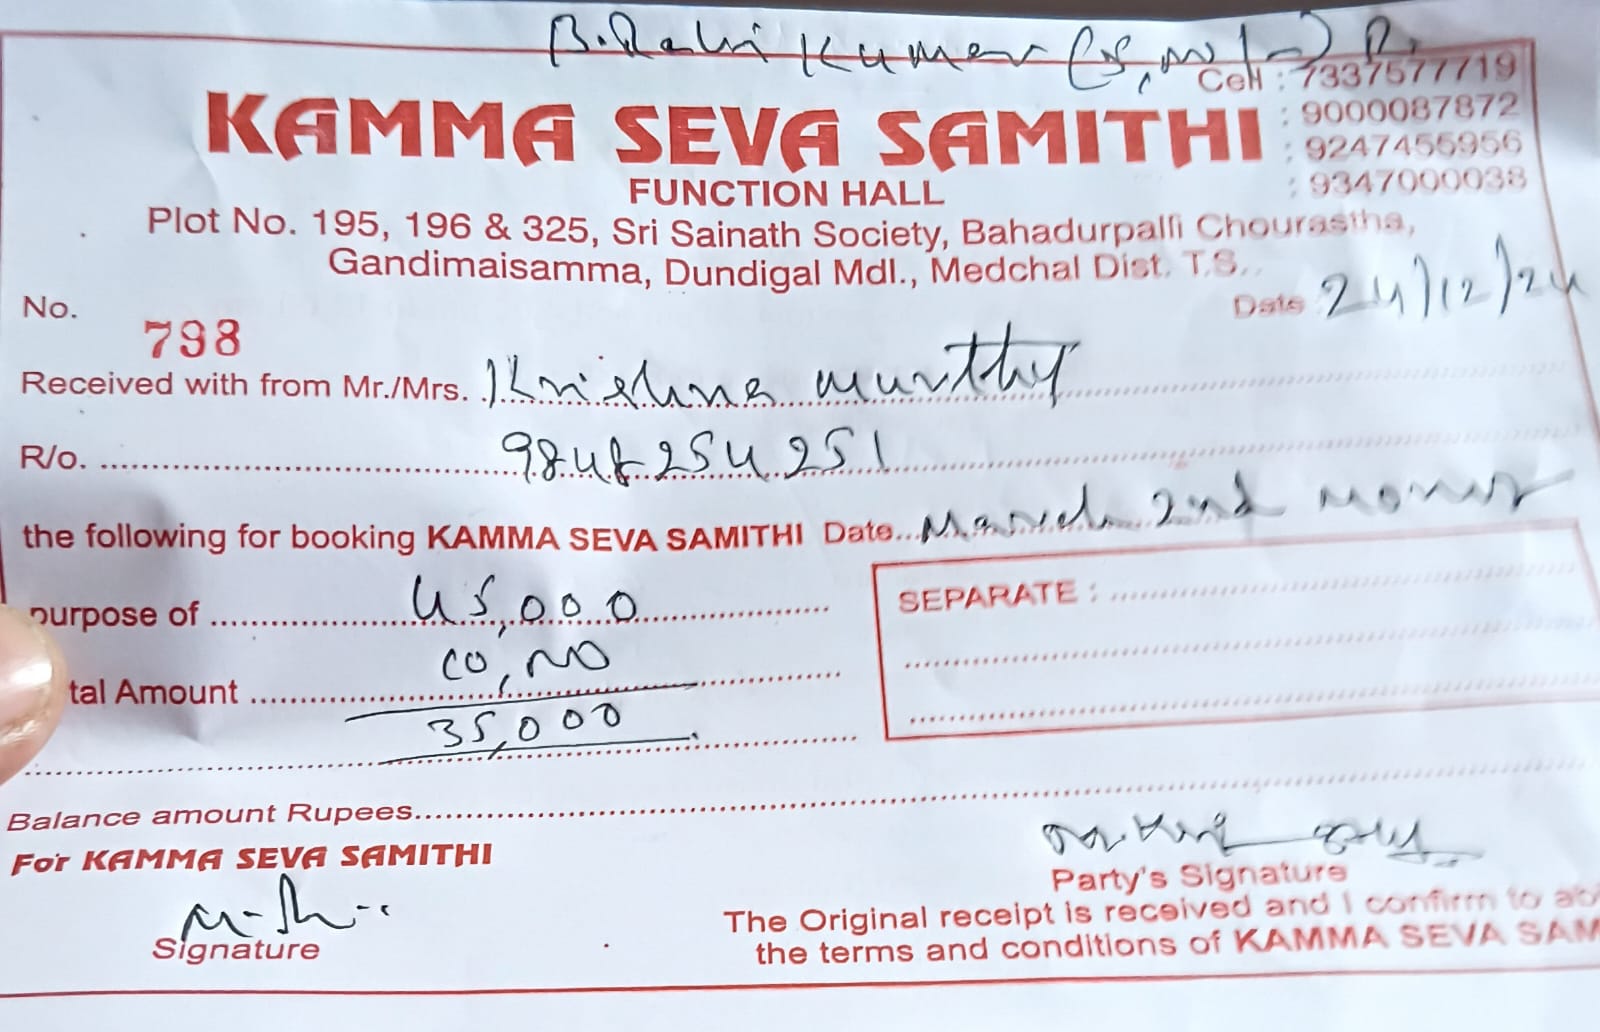 B. Ravi Kumar
Cell : 7337577719
KAMMA SEVA SAMITHI : 9000087872
: 9247455956
FUNCTION HALL : 9347000038
Plot No. 195, 196 & 325, Sri Sainath Society, Bahadurpalli Chourastha,
Gandimaisamma, Dundigal Mdl., Medchal Dist. T.S..
No. 798 Date 24/12/24
Received with from Mr./Mrs. Krishna murthy
R/o. 9848254251
the following for booking KAMMA SEVA SAMITHI Date March 2nd
purpose of 45,000
tal Amount
35,000
SEPARATE :
Balance amount Rupees
For KAMMA SEVA SAMITHI
Signature
Party's Signature
The Original receipt is received and I confirm to ab
the terms and conditions of KAMMA SEVA SAM